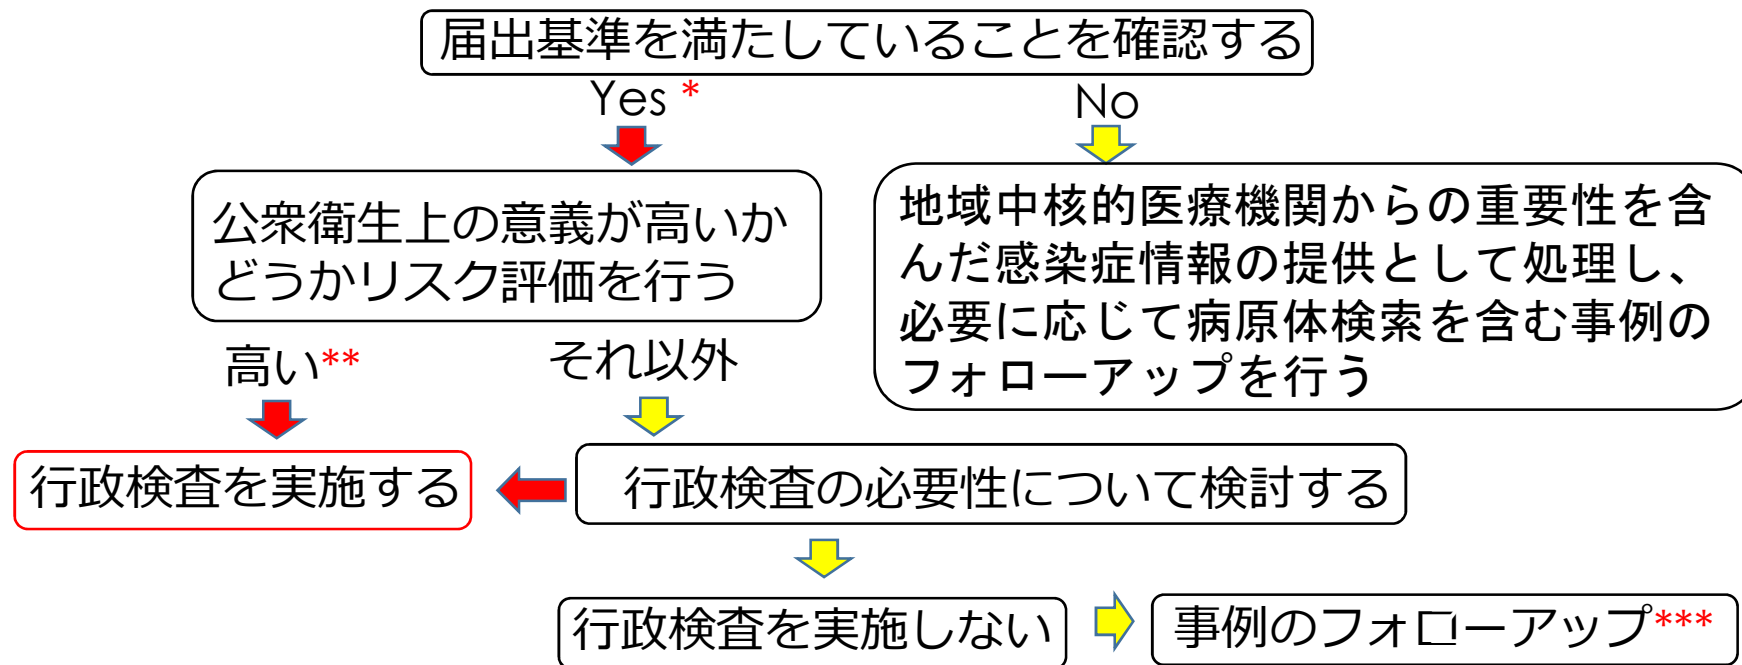 届出基準を満たしていることを確認する
Yes *
No
公衆衛生上の意義が高いか
どうかリスク評価を行う
地域中核的医療機関からの重要性を含
んだ感染症情報の提供として処理し、
必要に応じて病原体検索を含む事例の
フォローアップを行う
高い**
それ以外
行政検査を実施する
行政検査の必要性について検討する
行政検査を実施しない
事例のフォローアップ***